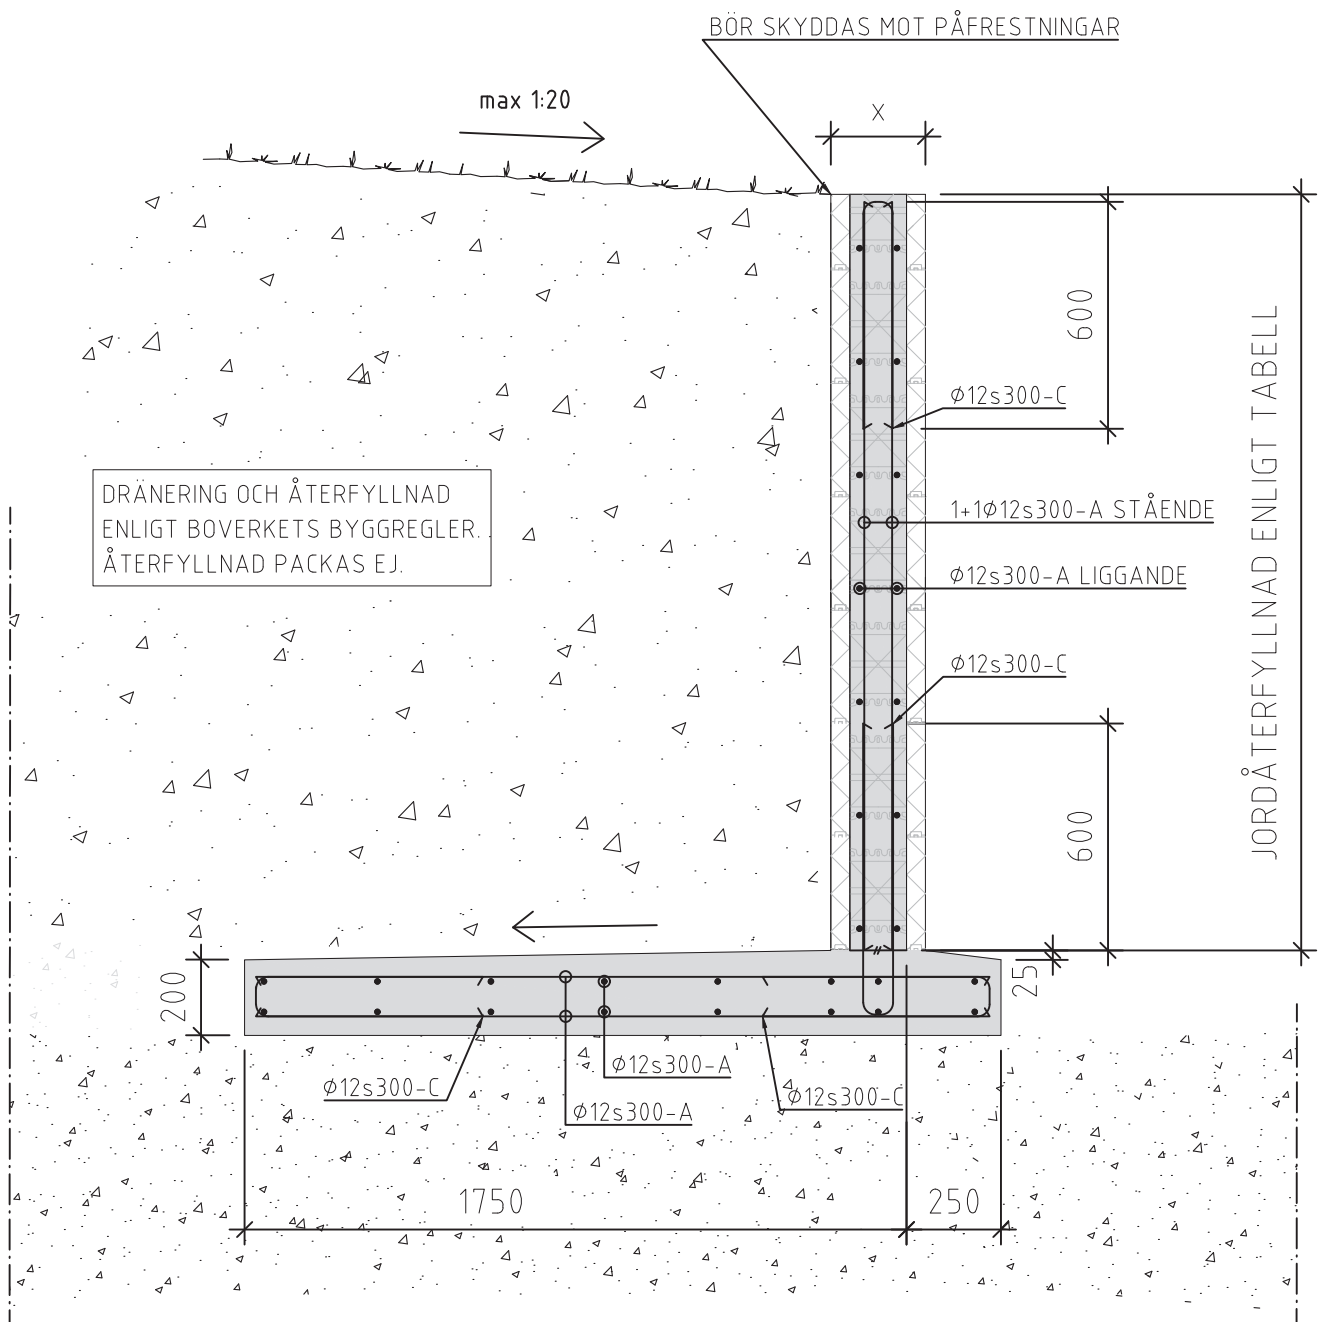 BÖR SKYDDAS MOT PÅFRESTNINGAR
max 1:20
X
600
Ø12s300-C
DRÄNERING OCH ÅTERFYLLNAD
ENLIGT BOVERKETS BYGGREGLER.
ÅTERFYLLNAD PACKAS EJ.
1+1Ø12s300-A STÅENDE
Ø12s300-A LIGGANDE
JORDÅTERFYLLNAD ENLIGT TABELL
Ø12s300-C
600
200
25
Ø12s300-A
Ø12s300-C
Ø12s300-C
Ø12s300-A
1750
250